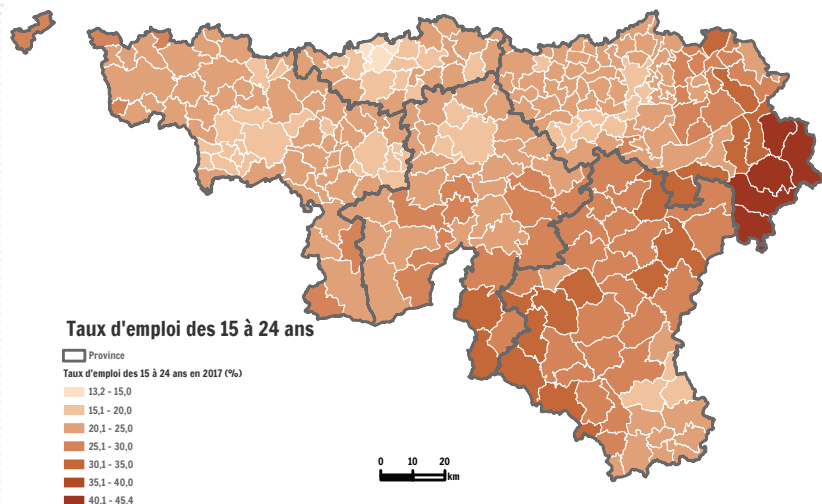 Taux d'emploi des 15 à 24 ans
Province
Taux d'emploi des 15 à 24 ans en 2017 (%)
13,2 - 15,0
15,1 - 20,0
20,1 - 25,0
25,1 - 30,0
30,1 - 35,0
35,1 - 40,0
40,1 - 45,4
0 10 20
km